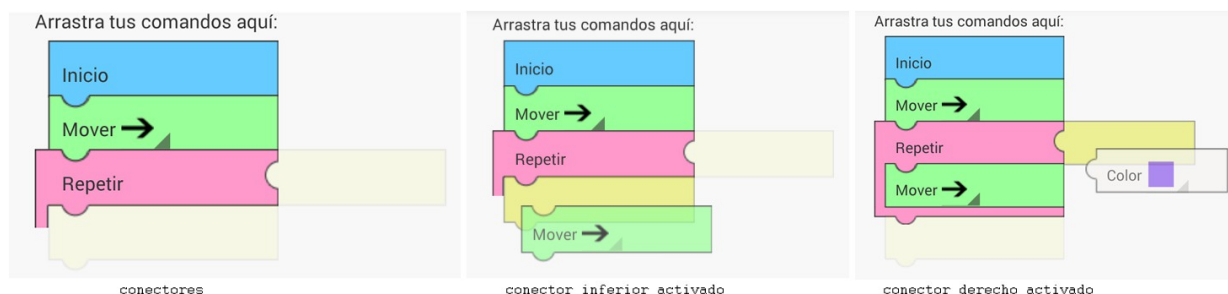 Arrastra tus comandos aquí:
Inicio
Mover
Repetir
conectores
Arrastra tus comandos aquí:
Inicio
Mover
Repetir
Mover
conector inferior activado
Arrastra tus comandos aquí:
Inicio
Mover
Repetir
Color
Mover
conector derecho activado